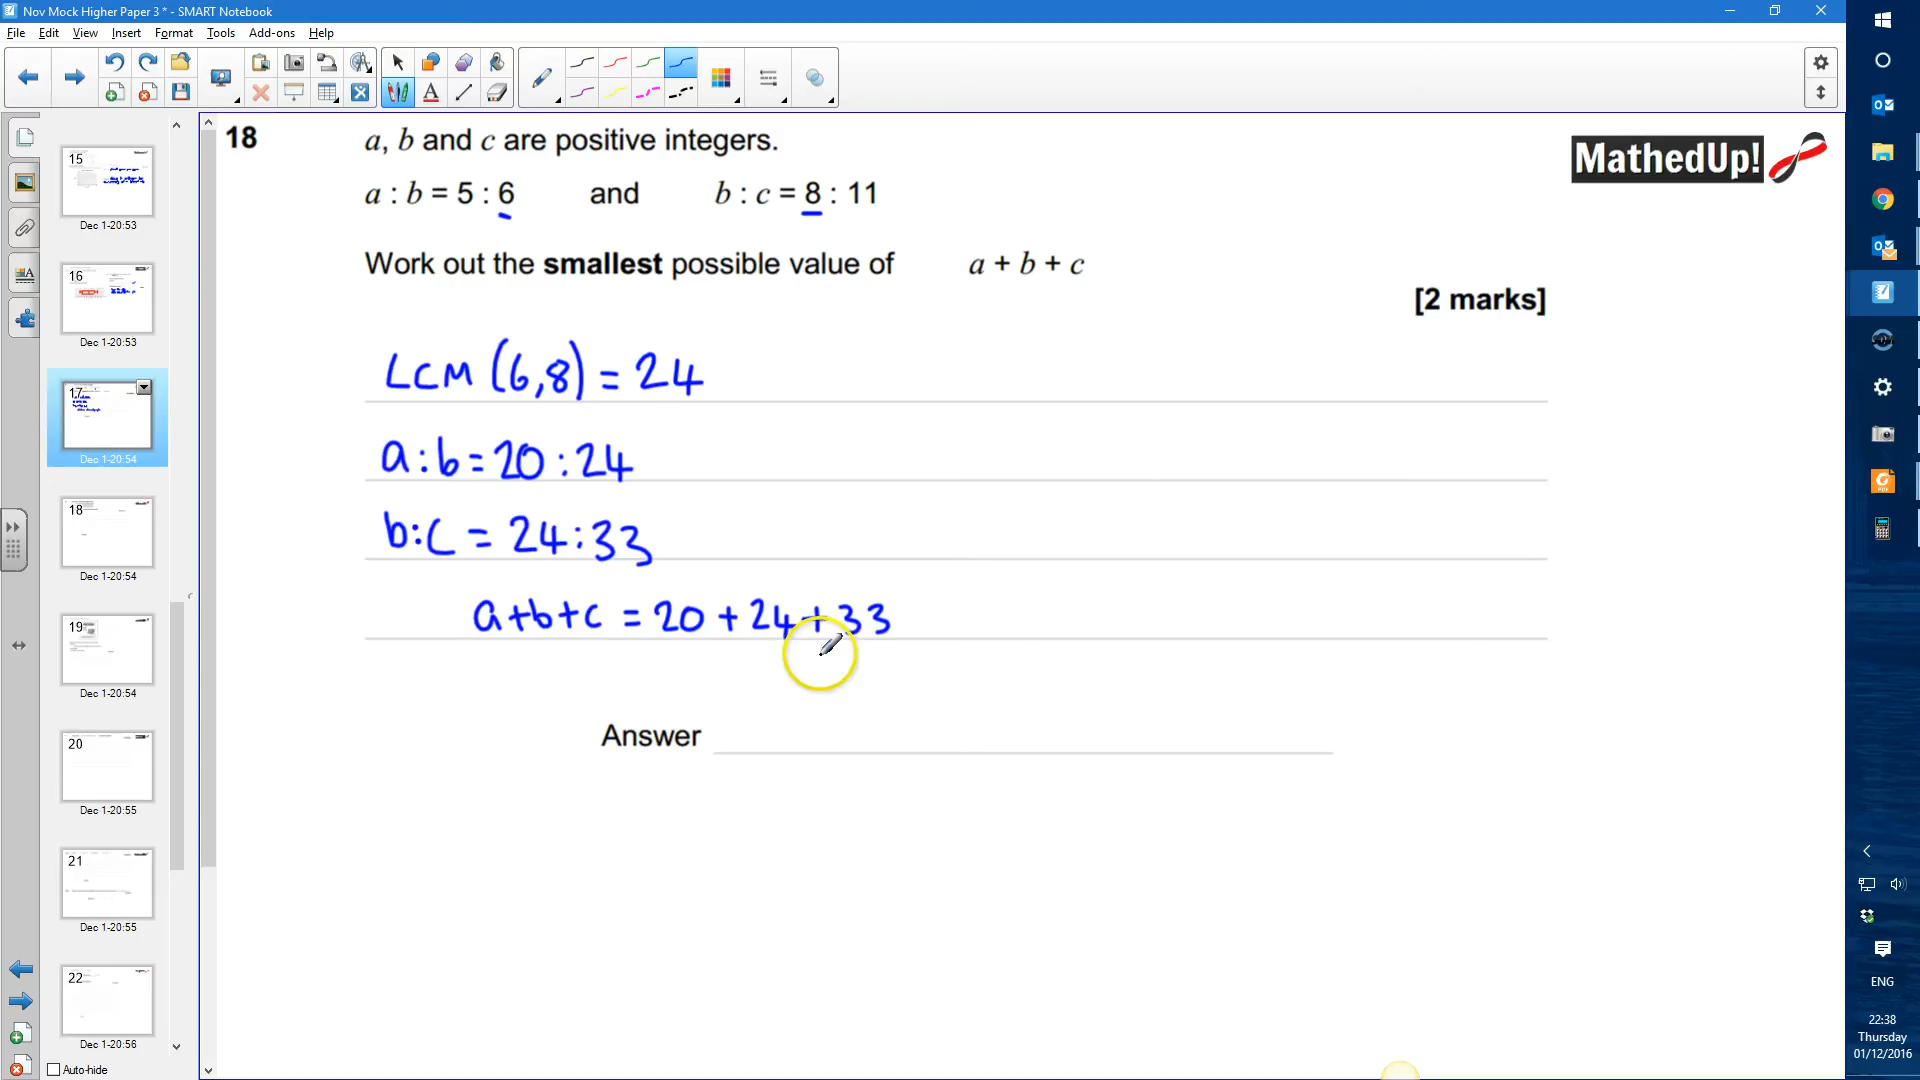 Nov Mock Higher Paper 3 * - SMART Notebook
File Edit View Insert Format Tools Add-ons Help
15
Dec 1-20:53
16
Dec 1-20:53
17
Dec 1-20:54
18
Dec 1-20:54
19
Dec 1-20:54
20
Dec 1-20:55
21
Dec 1-20:55
22
Dec 1-20:56
Auto-hide
MathedUp!
18 a, b and c are positive integers.
a : b = 5 : 6 and b : c = 8 : 11
Work out the smallest possible value of a + b + c
[2 marks]
LCM (6,8) = 24
a:b = 20:24
b:c = 24:33
a+b+c = 20 + 24 + 33
Answer
ENG
22:38
Thursday
01/12/2016